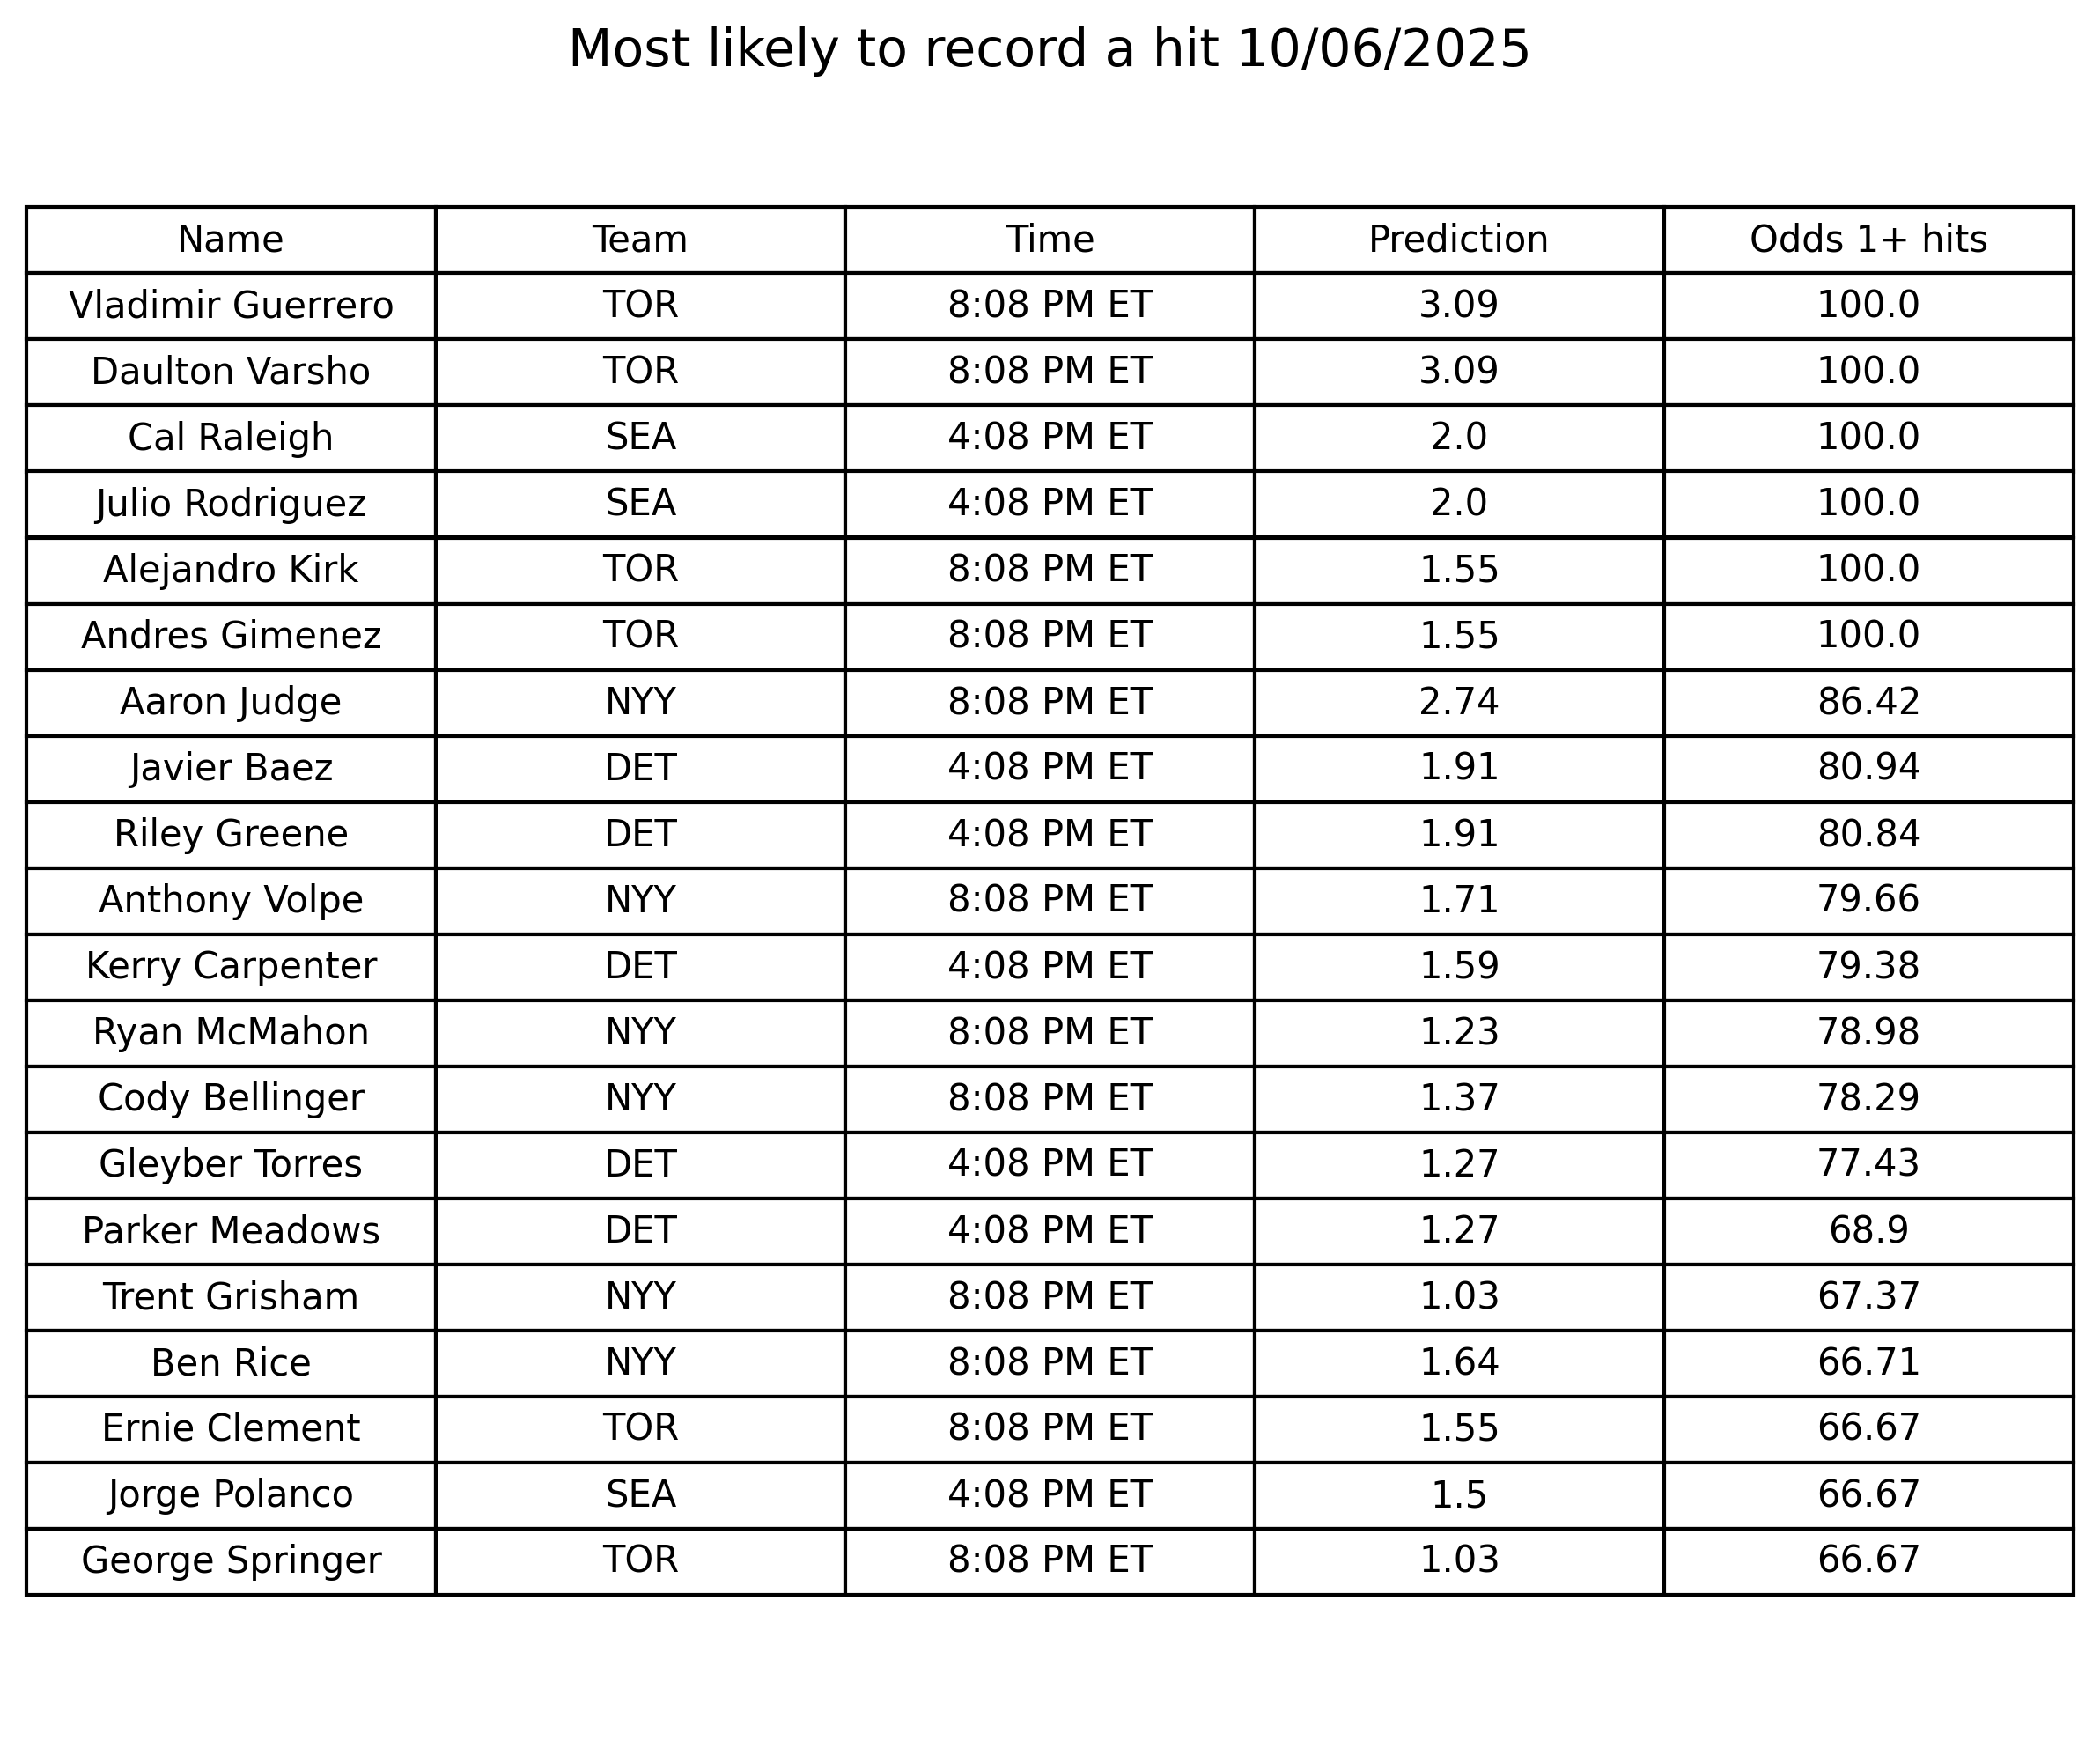 Most likely to record a hit 10/06/2025
Name Team Time Prediction Odds 1+ hits
Vladimir Guerrero TOR 8:08 PM ET 3.09 100.0
Daulton Varsho TOR 8:08 PM ET 3.09 100.0
Cal Raleigh SEA 4:08 PM ET 2.0 100.0
Julio Rodriguez SEA 4:08 PM ET 2.0 100.0
Alejandro Kirk TOR 8:08 PM ET 1.55 100.0
Andres Gimenez TOR 8:08 PM ET 1.55 100.0
Aaron Judge NYY 8:08 PM ET 2.74 86.42
Javier Baez DET 4:08 PM ET 1.91 80.94
Riley Greene DET 4:08 PM ET 1.91 80.84
Anthony Volpe NYY 8:08 PM ET 1.71 79.66
Kerry Carpenter DET 4:08 PM ET 1.59 79.38
Ryan McMahon NYY 8:08 PM ET 1.23 78.98
Cody Bellinger NYY 8:08 PM ET 1.37 78.29
Gleyber Torres DET 4:08 PM ET 1.27 77.43
Parker Meadows DET 4:08 PM ET 1.27 68.9
Trent Grisham NYY 8:08 PM ET 1.03 67.37
Ben Rice NYY 8:08 PM ET 1.64 66.71
Ernie Clement TOR 8:08 PM ET 1.55 66.67
Jorge Polanco SEA 4:08 PM ET 1.5 66.67
George Springer TOR 8:08 PM ET 1.03 66.67